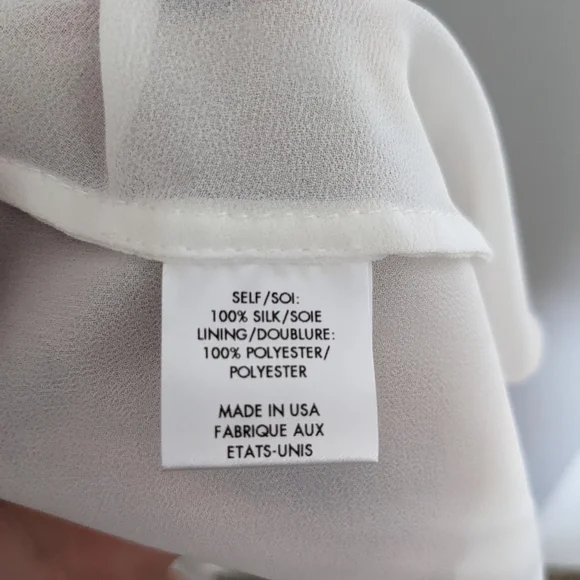 SELF/SOI:
100% SILK/SOIE
LINING/DOUBLURE:
100% POLYESTER/
POLYESTER
MADE IN USA
FABRIQUE AUX
ETATS-UNIS